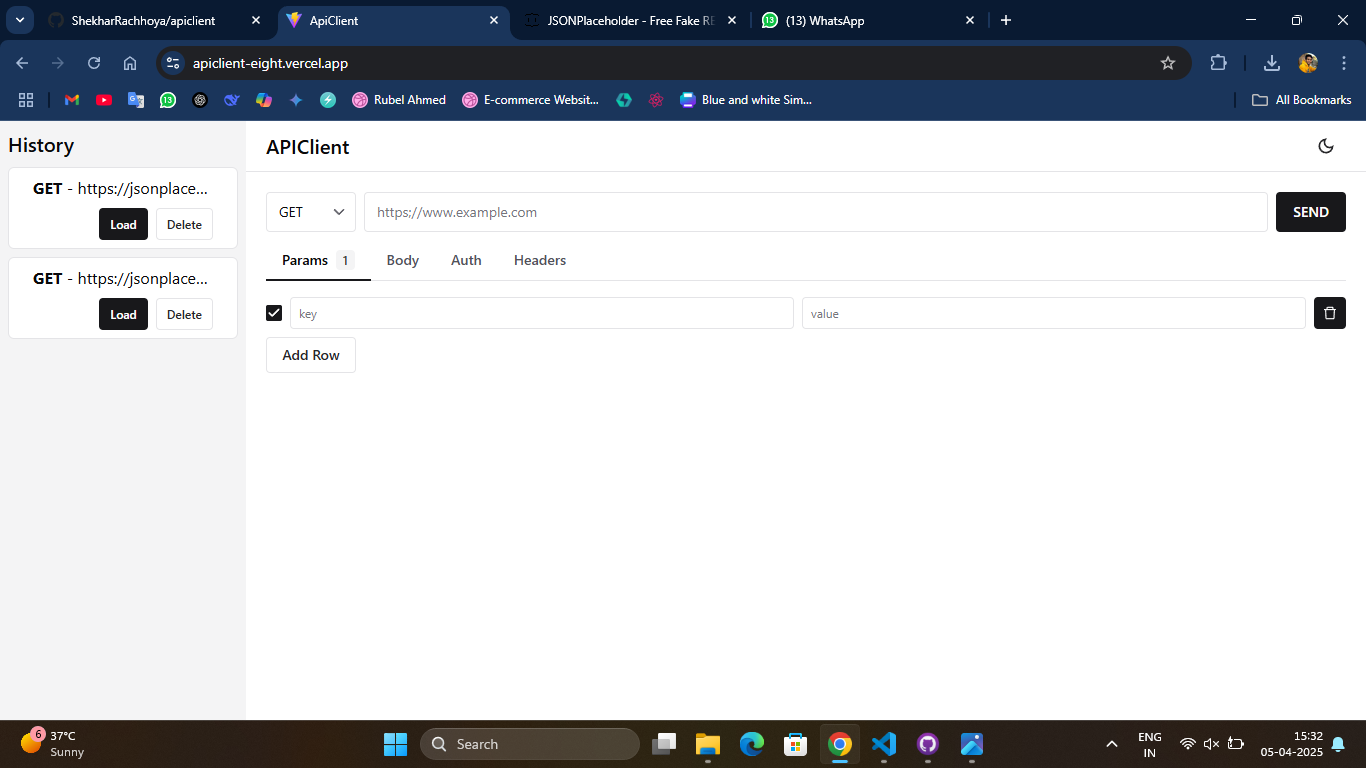 ShekharRachhoya/apiclient
ApiClient
JSONPlaceholder - Free Fake RE
13
(13) WhatsApp
apiclient-eight.vercel.app
13
Rubel Ahmed
E-commerce Websit...
Blue and white Sim...
All Bookmarks
History
GET - https://jsonplace...
Load
Delete
GET - https://jsonplace...
Load
Delete
APIClient
GET
https;//www.example.com
SEND
Params 1
Body
Auth
Headers
key
value
Add Row
6
37°C
Sunny
Search
ENG
IN
15:32
05-04-2025